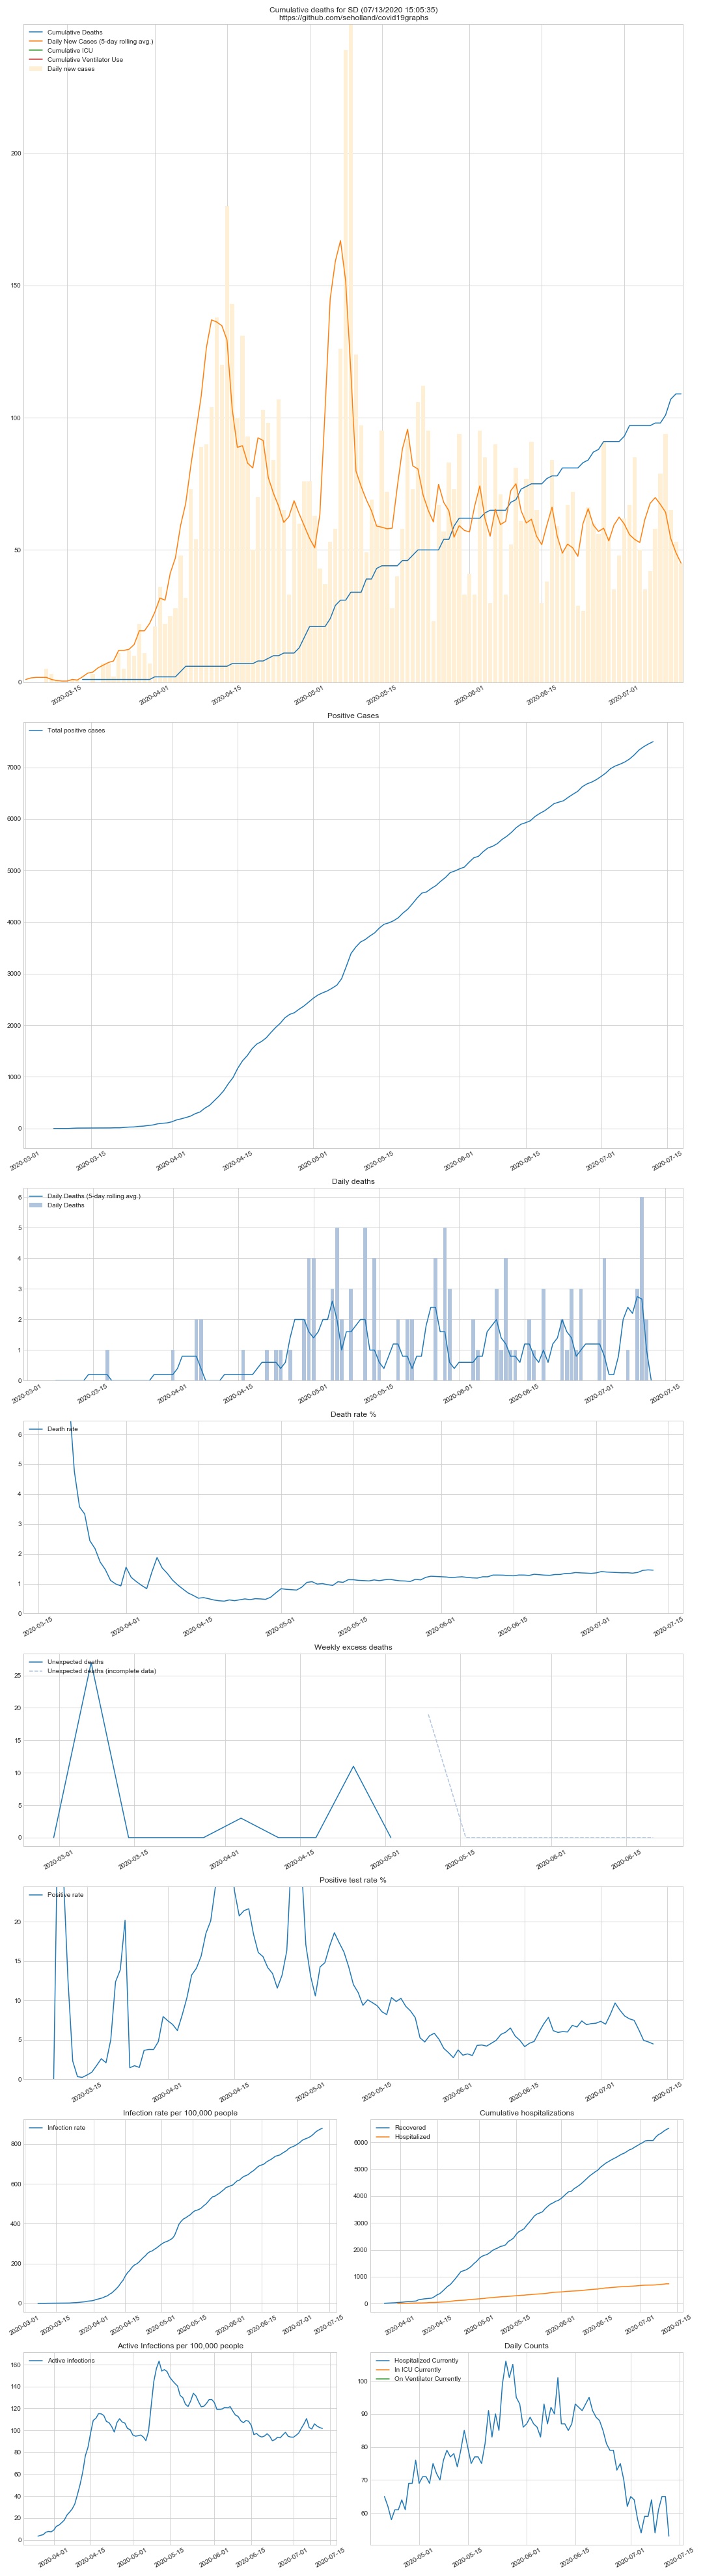 Cumulative deaths for SD (07/13/2020 15:05:35)
https://github.com/seholland/covid19graphs
Cumulative Deaths
Daily New Cases (5-day rolling avg.)
Cumulative ICU
Cumulative Ventilator Use
Daily new cases
200
150
100
50
0
2020-03-15 2020-04-01 2020-04-15 2020-05-01 2020-05-15 2020-06-01 2020-06-15 2020-07-01
Positive Cases
Total positive cases
7000
6000
5000
4000
3000
2000
1000
0
2020-03-01 2020-03-15 2020-04-01 2020-04-15 2020-05-01 2020-05-15 2020-06-01 2020-06-15 2020-07-01 2020-07-15
Daily deaths
Daily Deaths (5-day rolling avg.)
Daily Deaths
6
5
4
3
2
1
0
2020-03-01 2020-03-15 2020-04-01 2020-04-15 2020-05-01 2020-05-15 2020-06-01 2020-06-15 2020-07-01 2020-07-15
Death rate %
Death rate
6
5
4
3
2
1
0
2020-03-15 2020-04-01 2020-04-15 2020-05-01 2020-05-15 2020-06-01 2020-06-15 2020-07-01 2020-07-15
Weekly excess deaths
Unexpected deaths
Unexpected deaths (incomplete data)
25
20
15
10
5
0
2020-03-01 2020-03-15 2020-04-01 2020-04-15 2020-05-01 2020-05-15 2020-06-01 2020-06-15
Positive test rate %
Positive rate
20
15
10
5
0
2020-03-15 2020-04-01 2020-04-15 2020-05-01 2020-05-15 2020-06-01 2020-06-15 2020-07-01 2020-07-15
Infection rate per 100,000 people
Infection rate
800
600
400
200
0
2020-03-01 2020-03-15 2020-04-01 2020-04-15 2020-05-01 2020-05-15 2020-06-01 2020-06-15 2020-07-01 2020-07-15
Cumulative hospitalizations
Recovered
Hospitalized
6000
5000
4000
3000
2000
1000
0
2020-04-01 2020-04-15 2020-05-01 2020-05-15 2020-06-01 2020-06-15 2020-07-01 2020-07-15
Active Infections per 100,000 people
Active infections
160
140
120
100
80
60
40
20
0
2020-04-01 2020-04-15 2020-05-01 2020-05-15 2020-06-01 2020-06-15 2020-07-01 2020-07-15
Daily Counts
Hospitalized Currently
In ICU Currently
On Ventilator Currently
100
90
80
70
60
2020-05-01 2020-05-15 2020-06-01 2020-06-15 2020-07-01 2020-07-15